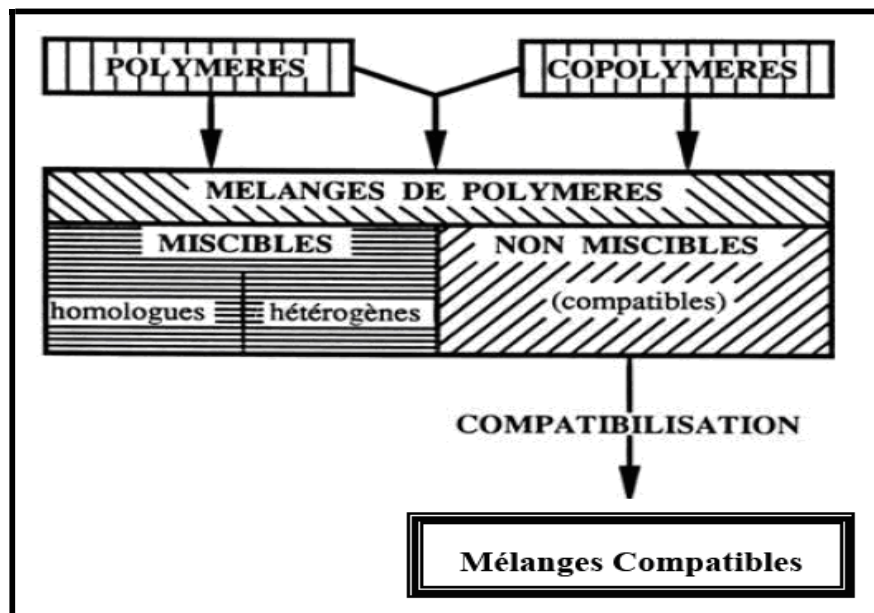 POLYMERES COPOLYMERES
MELANGES DE POLYMERES
MISCIBLES NON MISCIBLES
homologues hétérogènes (compatibles)
COMPATIBILISATION
Mélanges Compatibles